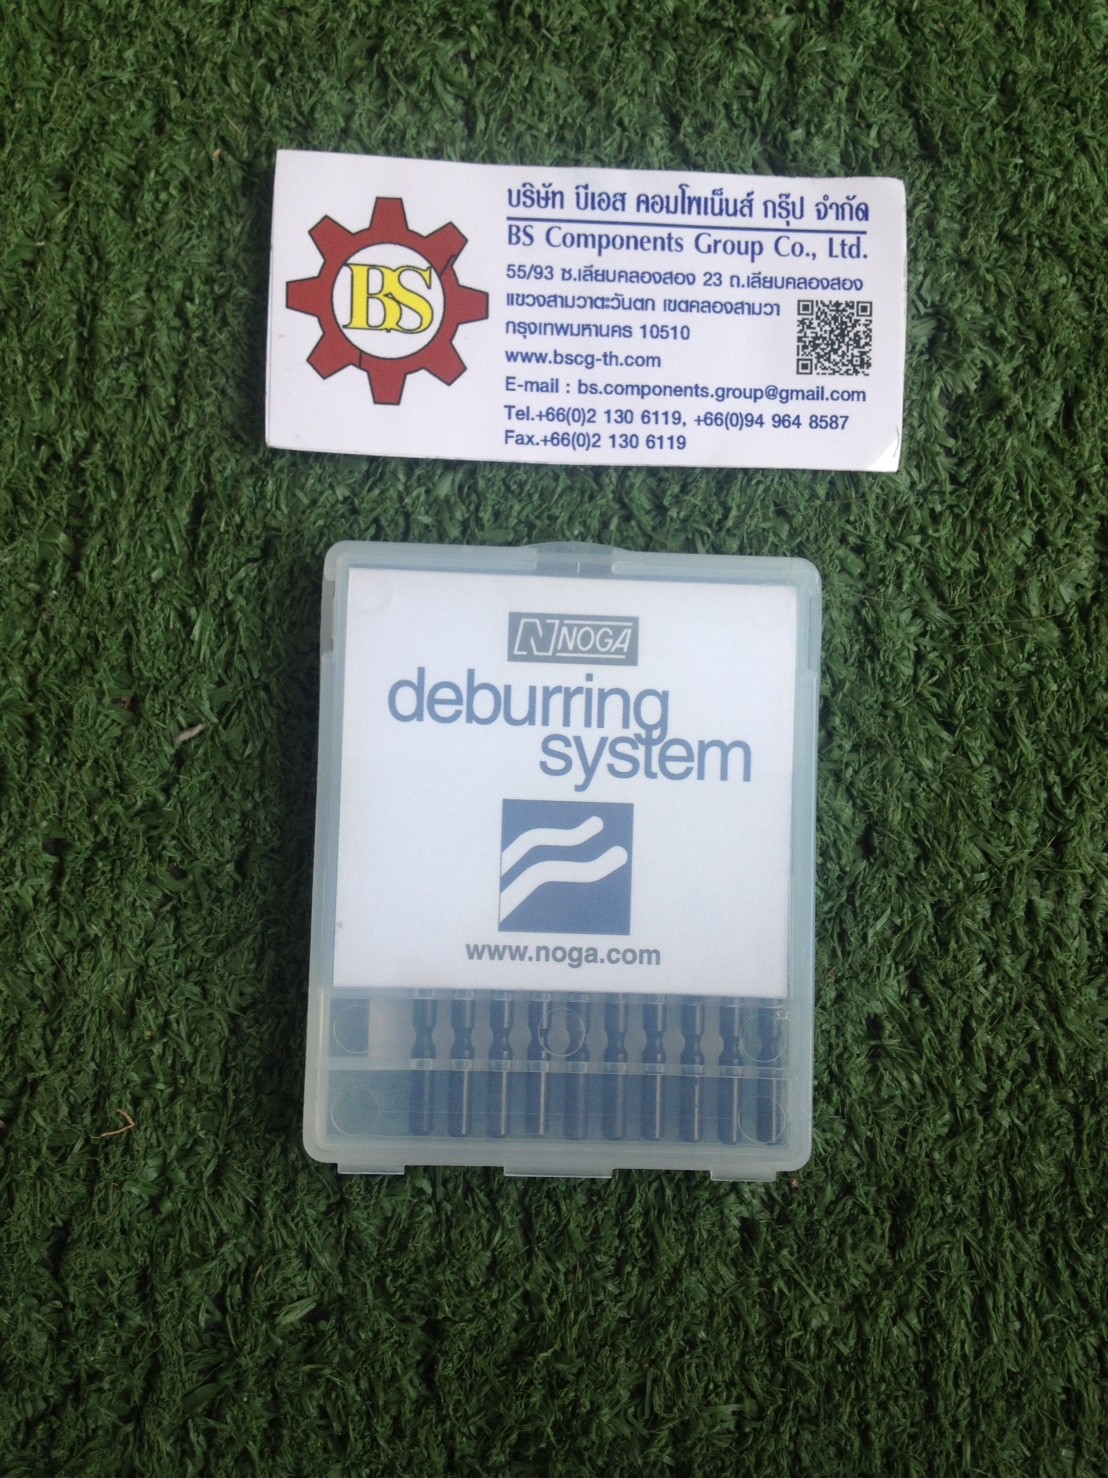 BS
บริษัท บีเอส คอมโพเน็นส์ กรุ๊ป จำกัด
BS Components Group Co., Ltd.
55/93 ซ.เลียบคลองสอง 23 ถ.เลียบคลองสอง
แขวงสามวาตะวันตก เขตคลองสามวา
กรุงเทพมหานคร 10510
www.bscg-th.com
E-mail : bs.components.group@gmail.com
Tel.+66(0)2 130 6119, +66(0)94 964 8587
Fax.+66(0)2 130 6119
N NOGA
deburring
system
www.noga.com